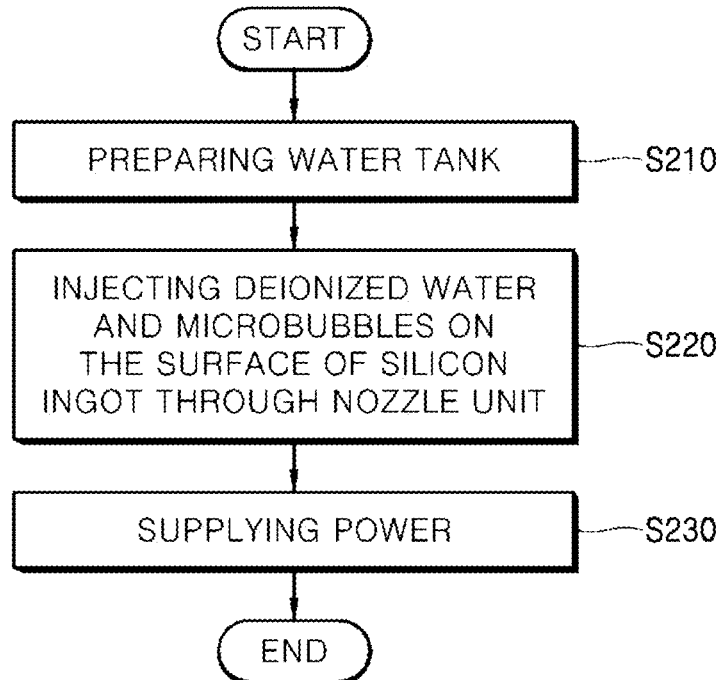 START
PREPARING WATER TANK
S210
INJECTING DEIONIZED WATER
AND MICROBUBBLES ON
THE SURFACE OF SILICON
INGOT THROUGH NOZZLE UNIT
S220
SUPPLYING POWER
S230
END